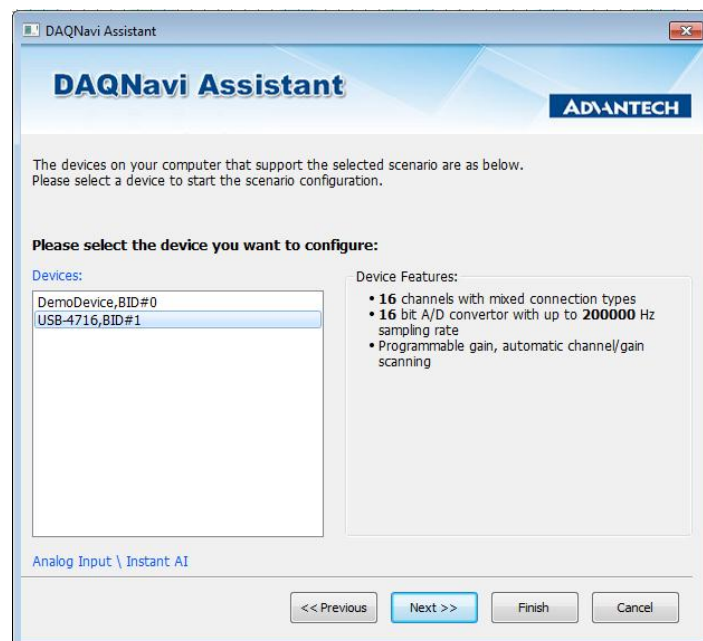 DAQNavi Assistant
DAQNavi Assistant
ADVANTECH
The devices on your computer that support the selected scenario are as below.
Please select a device to start the scenario configuration.
Please select the device you want to configure:
Devices:
DemoDevice,BID#0
USB-4716,BID#1
Device Features:
• 16 channels with mixed connection types
• 16 bit A/D convertor with up to 200000 Hz
sampling rate
• Programmable gain, automatic channel/gain
scanning
Analog Input \ Instant AI
<< Previous
Next >>
Finish
Cancel